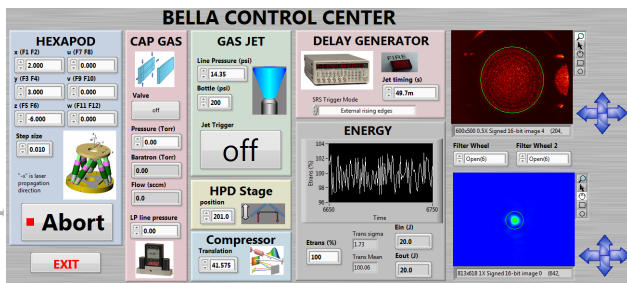 BELLA CONTROL CENTER
HEXAPOD
x (F1 F2)
u (F7 F8)
2.000
0.000
y (F3 F4)
v (F9 F10)
3.000
0.000
z (F5 F6)
w (F11 F12)
-6.000
0.000
Step size
0.010
"-x" is laser
propagation
direction
Abort
EXIT
CAP GAS
Valve
off
Pressure (Torr)
0.00
Baratron (Torr)
0.00
Flow (sccm)
0.0
LP line pressure
0.00
GAS JET
Line Pressure (psi)
14.35
Bottle (psi)
200
Jet Trigger
off
HPD Stage
position
201.0
Compressor
Translation
41.575
DELAY GENERATOR
FIRE
Jet timing (s)
49.7m
SRS Trigger Mode
External rising edges
ENERGY
Etrans (%)
104
102
100
98
96
6650
6750
Time
Etrans (%)
100
Trans sigma
1.73
Trans Mean
100.06
Ein (J)
20.0
Eout (J)
20.0
600x500 0.5X Signed 16-bit image 4 (204,
Filter Wheel
Filter Wheel 2
Open(6)
Open(6)
813x618 1X Signed 16-bit image 0 (642,